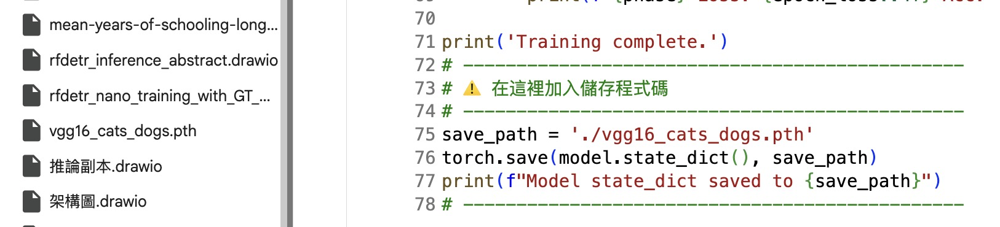 mean-years-of-schooling-long...
rfdetr_inference_abstract.drawio
rfdetr_nano_training_with_GT_...
vgg16_cats_dogs.pth
推論副本.drawio
架構圖.drawio
70
71 print('Training complete.')
72 # -----------------------------------------------
73 # ⚠️ 在這裡加入儲存程式碼
74 # -----------------------------------------------
75 save_path = './vgg16_cats_dogs.pth'
76 torch.save(model.state_dict(), save_path)
77 print(f"Model state_dict saved to {save_path}")
78 # -----------------------------------------------